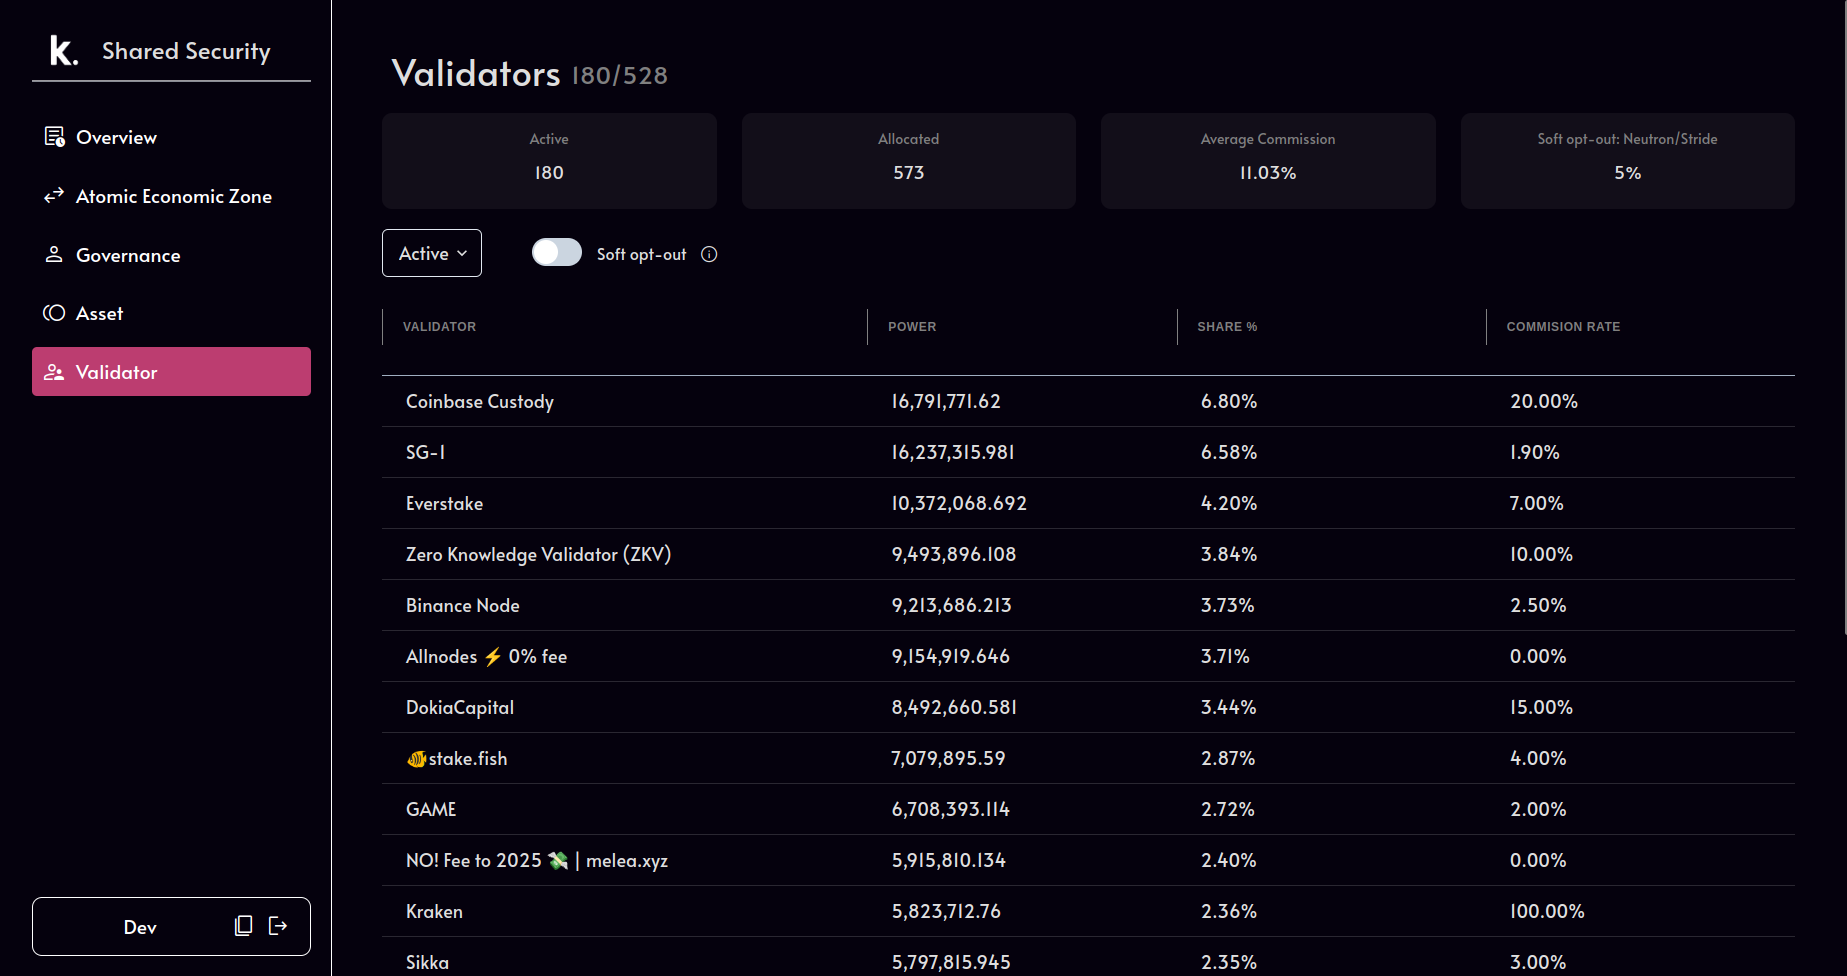 k. Shared Security
Overview
Atomic Economic Zone
Governance
Asset
Validator
Dev
Validators 180/528
Active
180
Allocated
573
Average Commission
11.03%
Soft opt-out: Neutron/Stride
5%
Active
Soft opt-out
VALIDATOR POWER SHARE % COMMISION RATE
Coinbase Custody 16,791,771.62 6.80% 20.00%
SG-1 16,237,315.981 6.58% 1.90%
Everstake 10,372,068.692 4.20% 7.00%
Zero Knowledge Validator (ZKV) 9,493,896.108 3.84% 10.00%
Binance Node 9,213,686.213 3.73% 2.50%
Allnodes ⚡ 0% fee 9,154,919.646 3.71% 0.00%
DokiaCapital 8,492,660.581 3.44% 15.00%
🐠stake.fish 7,079,895.59 2.87% 4.00%
GAME 6,708,393.114 2.72% 2.00%
NO! Fee to 2025 💸 | melea.xyz 5,915,810.134 2.40% 0.00%
Kraken 5,823,712.76 2.36% 100.00%
Sikka 5,797,815.945 2.35% 3.00%